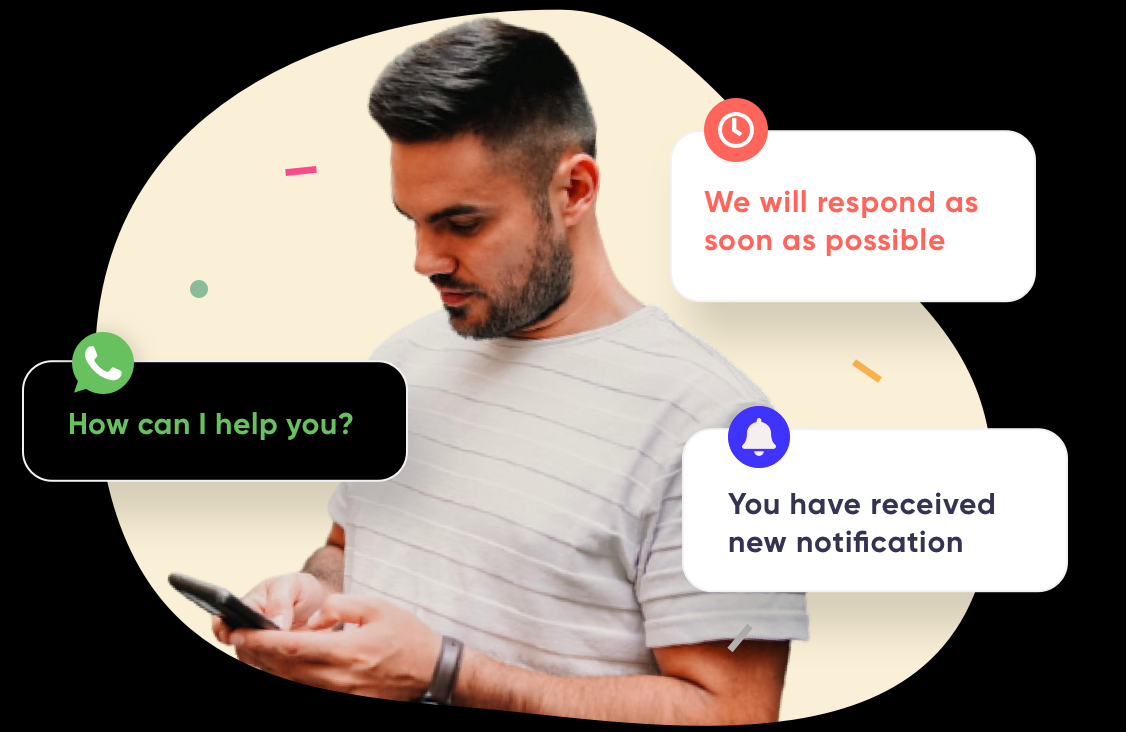 We will respond as
soon as possible
How can I help you?
You have received
new notification